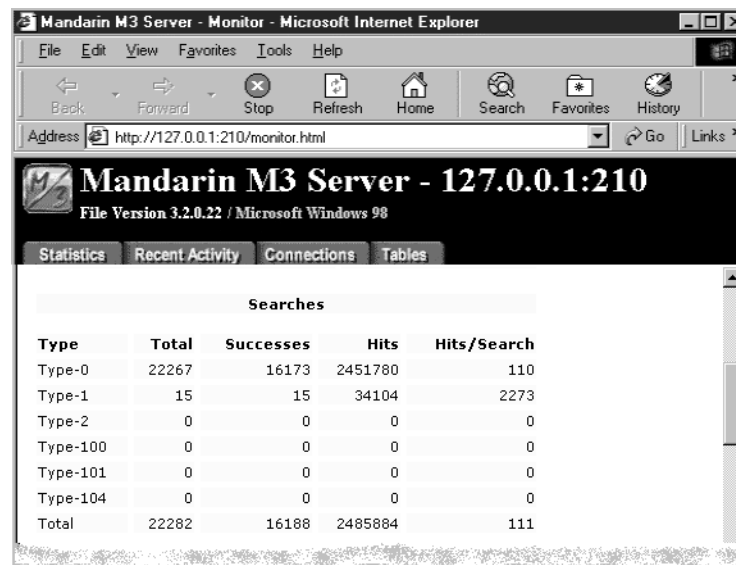 Mandarin M3 Server - Monitor - Microsoft Internet Explorer
File Edit View Favorites Tools Help
Back Forward Stop Refresh Home Search Favorites History
Address http://127.0.0.1:210/monitor.html Go Links
M3 Mandarin M3 Server - 127.0.0.1:210
File Version 3.2.0.22 / Microsoft Windows 98
Statistics Recent Activity Connections Tables
Searches
Type Total Successes Hits Hits/Search
Type-0 22267 16173 2451780 110
Type-1 15 15 34104 2273
Type-2 0 0 0 0
Type-100 0 0 0 0
Type-101 0 0 0 0
Type-104 0 0 0 0
Total 22282 16188 2485884 111